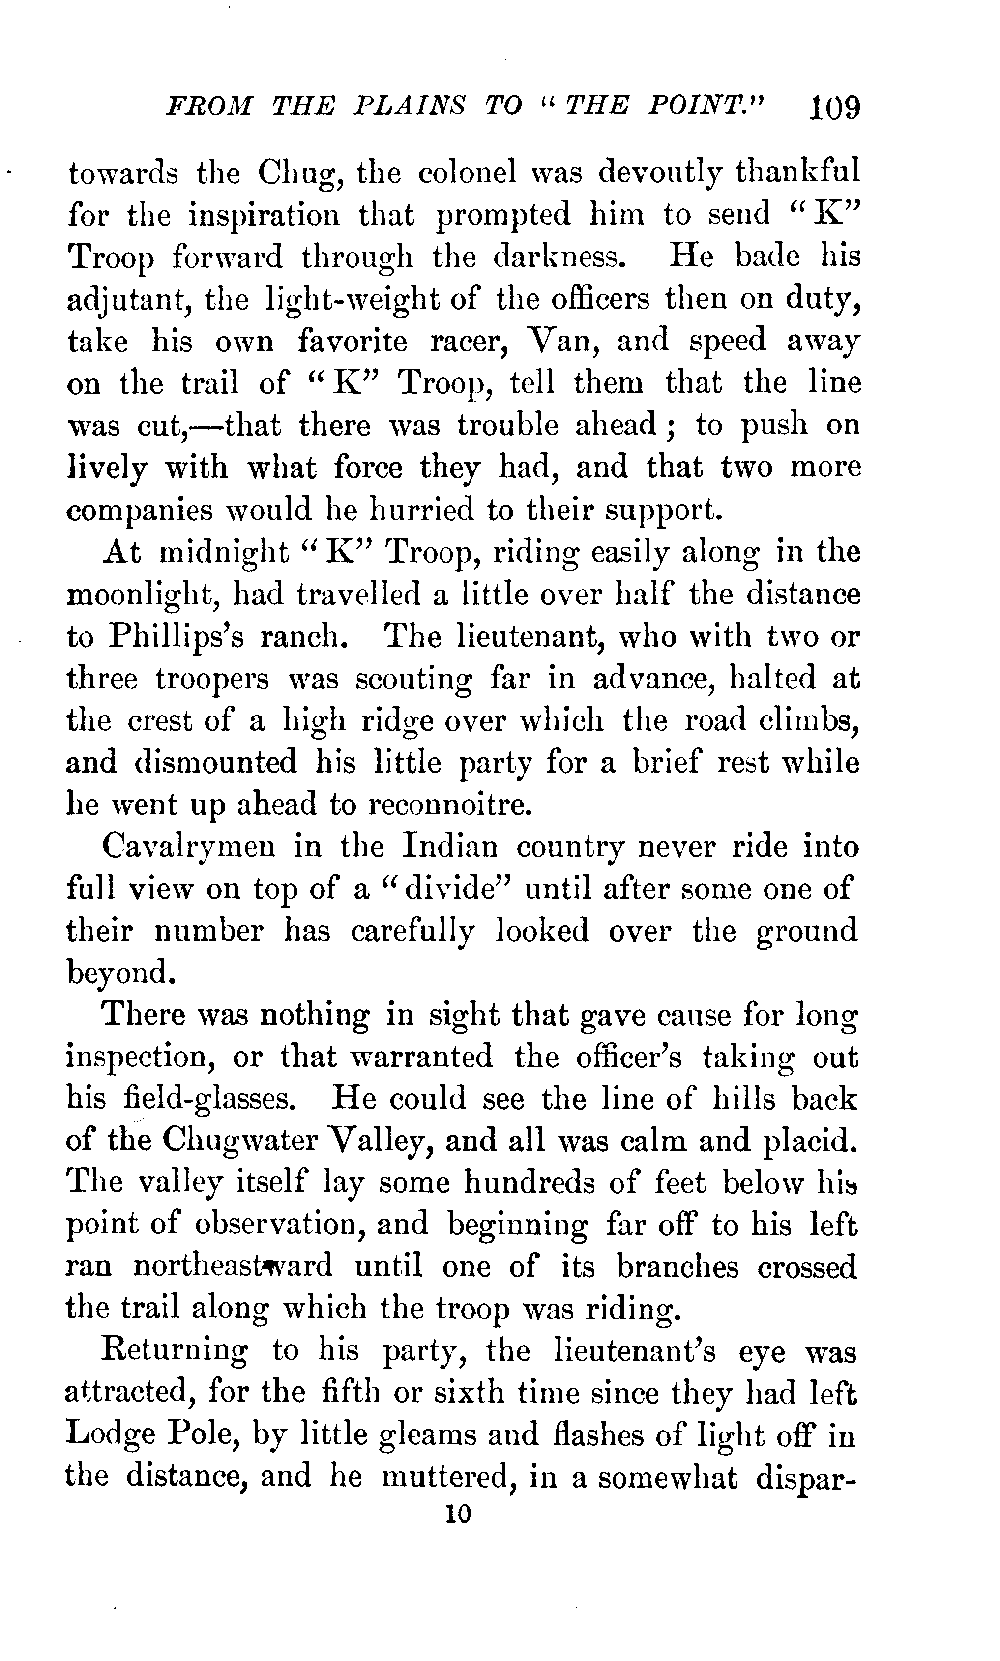 FROM THE PLAINS TO "THE POINT." 109
towards the Chug, the colonel was devoutly thankful
for the inspiration that prompted him to send "K"
Troop forward through the darkness. He bade his
adjutant, the light-weight of the officers then on duty,
take his own favorite racer, Van, and speed away
on the trail of "K" Troop, tell them that the line
was cut,—that there was trouble ahead; to push on
lively with what force they had, and that two more
companies would he hurried to their support.
At midnight "K" Troop, riding easily along in the
moonlight, had travelled a little over half the distance
to Phillips's ranch. The lieutenant, who with two or
three troopers was scouting far in advance, halted at
the crest of a high ridge over which the road climbs,
and dismounted his little party for a brief rest while
he went up ahead to reconnoitre.
Cavalrymen in the Indian country never ride into
full view on top of a "divide" until after some one of
their number has carefully looked over the ground
beyond.
There was nothing in sight that gave cause for long
inspection, or that warranted the officer's taking out
his field-glasses. He could see the line of hills back
of the Chugwater Valley, and all was calm and placid.
The valley itself lay some hundreds of feet below his
point of observation, and beginning far off to his left
ran northeastward until one of its branches crossed
the trail along which the troop was riding.
Returning to his party, the lieutenant's eye was
attracted, for the fifth or sixth time since they had left
Lodge Pole, by little gleams and flashes of light off in
the distance, and he muttered, in a somewhat dispar-
10